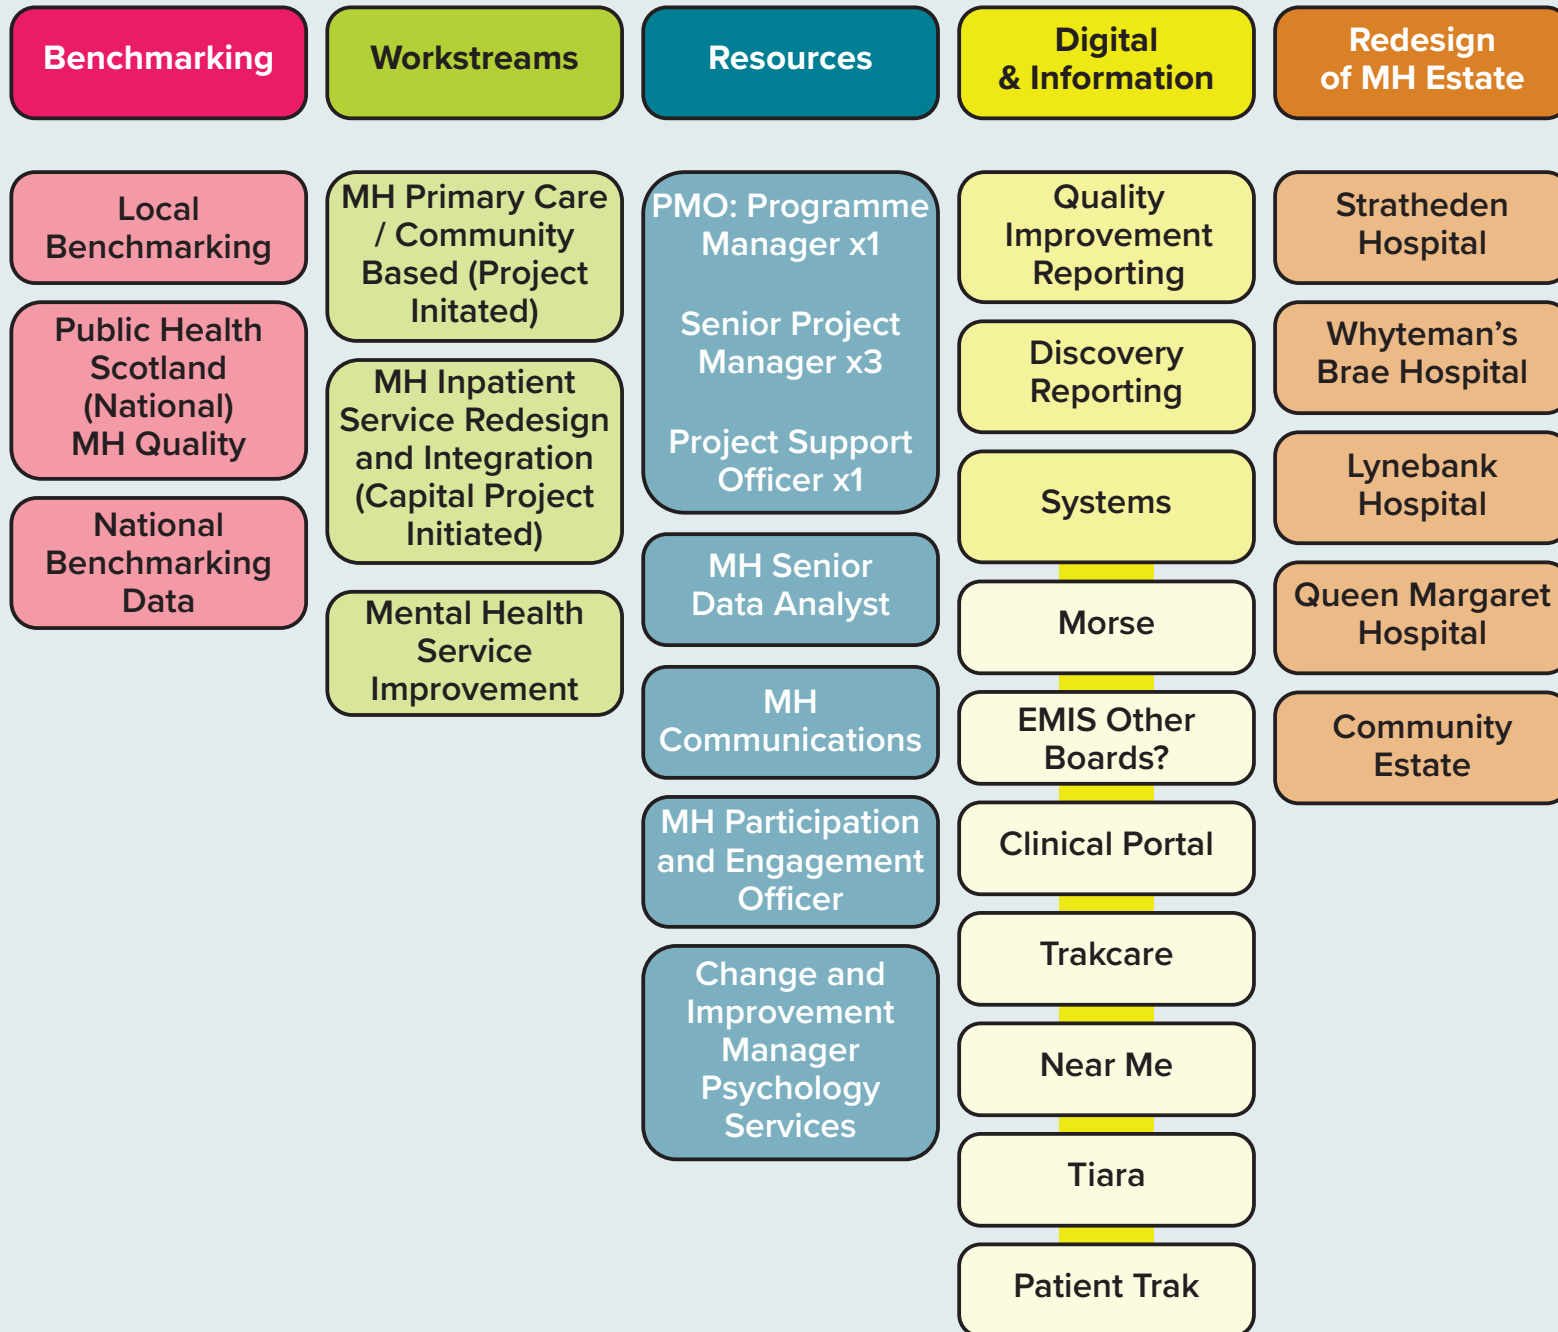 Benchmarking
Workstreams
Resources
Digital
& Information
Redesign
of MH Estate
Local
Benchmarking
Public Health
Scotland
(National)
MH Quality
National
Benchmarking
Data
MH Primary Care
/ Community
Based (Project
Initated)
MH Inpatient
Service Redesign
and Integration
(Capital Project
Initiated)
Mental Health
Service
Improvement
PMO: Programme
Manager x1
Senior Project
Manager x3
Project Support
Officer x1
MH Senior
Data Analyst
MH
Communications
MH Participation
and Engagement
Officer
Change and
Improvement
Manager
Psychology
Services
Quality
Improvement
Reporting
Discovery
Reporting
Systems
Morse
EMIS Other
Boards?
Clinical Portal
Trakcare
Near Me
Tiara
Patient Trak
Stratheden
Hospital
Whyteman’s
Brae Hospital
Lynebank
Hospital
Queen Margaret
Hospital
Community
Estate